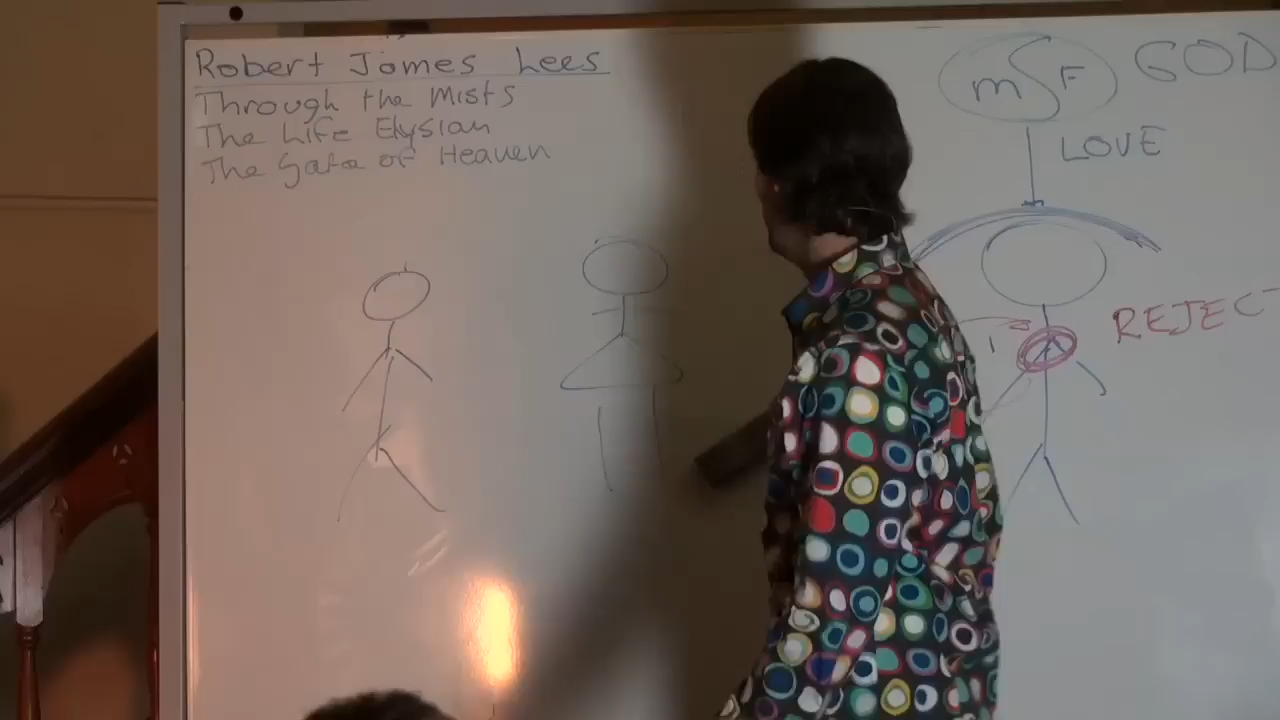 Robert James Lees
Through the Mists
The Life Elysian
The Gate of Heaven
M F GOD
LOVE
REJECT